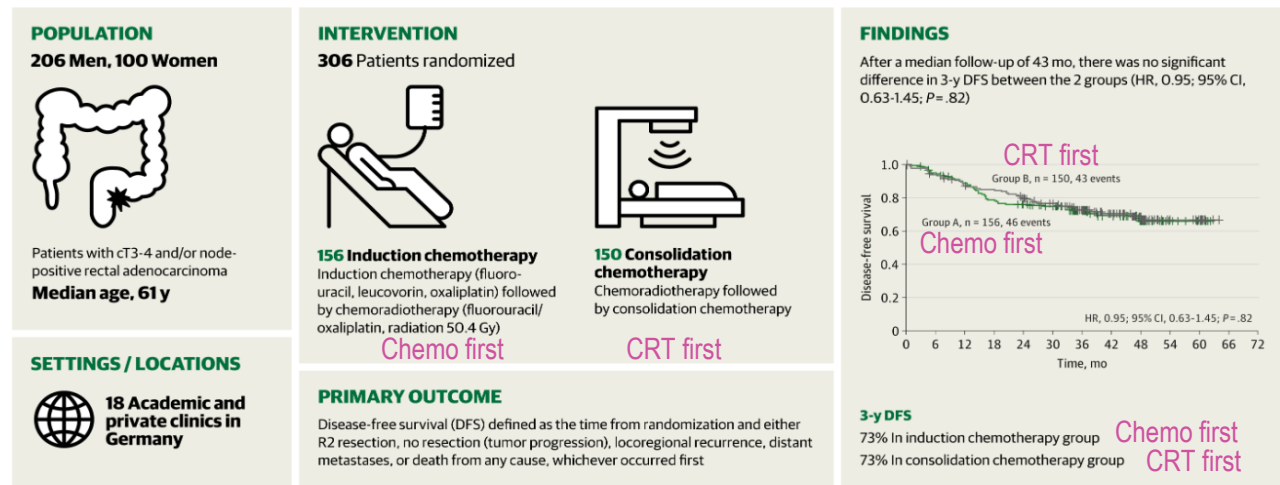 POPULATION
206 Men, 100 Women
Patients with cT3-4 and/or node-
positive rectal adenocarcinoma
Median age, 61 y
SETTINGS / LOCATIONS
18 Academic and
private clinics in
Germany
INTERVENTION
306 Patients randomized
156 Induction chemotherapy
Induction chemotherapy (fluoro-
uracil, leucovorin, oxaliplatin) followed
by chemoradiotherapy (fluorouracil/
oxaliplatin, radiation 50.4 Gy)
Chemo first
150 Consolidation
chemotherapy
Chemoradiotherapy followed
by consolidation chemotherapy
CRT first
PRIMARY OUTCOME
Disease-free survival (DFS) defined as the time from randomization and either
R2 resection, no resection (tumor progression), locoregional recurrence, distant
metastases, or death from any cause, whichever occurred first
FINDINGS
After a median follow-up of 43 mo, there was no significant
difference in 3-y DFS between the 2 groups (HR, 0.95; 95% CI,
0.63-1.45; P = .82)
CRT first
Group B, n = 150, 43 events
Group A, n = 156, 46 events
Chemo first
Disease-free survival
1.0
0.8
0.6
0.4
0.2
0
HR, 0.95; 95% CI, 0.63-1.45; P = .82
0 6 12 18 24 30 36 42 48 54 60 66 72
Time, mo
3-y DFS
73% In induction chemotherapy group Chemo first
73% In consolidation chemotherapy group CRT first